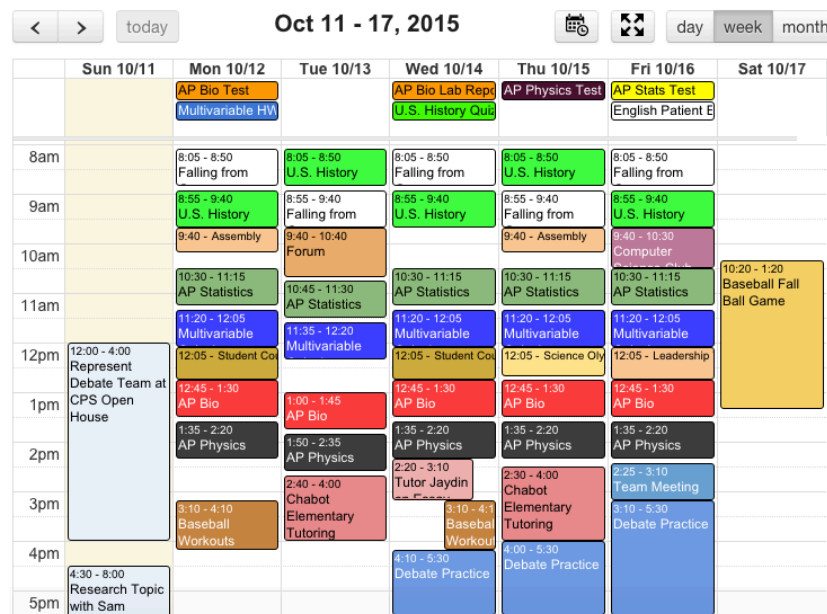 today
Oct 11 - 17, 2015
day
week
month
Sun 10/11
Mon 10/12
Tue 10/13
Wed 10/14
Thu 10/15
Fri 10/16
Sat 10/17
AP Bio Test
AP Bio Lab Repo
AP Physics Test
AP Stats Test
Multivariable HW
U.S. History Quiz
English Patient E
8am
8:05 - 8:50
Falling from
8:05 - 8:50
U.S. History
8:05 - 8:50
Falling from
8:05 - 8:50
U.S. History
8:05 - 8:50
Falling from
9am
8:55 - 9:40
U.S. History
8:55 - 9:40
Falling from
8:55 - 9:40
U.S. History
8:55 - 9:40
Falling from
8:55 - 9:40
U.S. History
9:40 - Assembly
9:40 - 10:40
Forum
9:40 - Assembly
9:40 - 10:30
Computer
Science Club
10am
10:20 - 1:20
Baseball Fall
Ball Game
10:30 - 11:15
AP Statistics
10:45 - 11:30
AP Statistics
10:30 - 11:15
AP Statistics
10:30 - 11:15
AP Statistics
10:30 - 11:15
AP Statistics
11am
11:20 - 12:05
Multivariable
11:35 - 12:20
Multivariable
11:20 - 12:05
Multivariable
11:20 - 12:05
Multivariable
11:20 - 12:05
Multivariable
12pm
12:00 - 4:00
Represent
Debate Team at
CPS Open
House
12:05 - Student Cou
12:05 - Student Cou
12:05 - Science Oly
12:05 - Leadership
12:45 - 1:30
AP Bio
1:00 - 1:45
AP Bio
12:45 - 1:30
AP Bio
12:45 - 1:30
AP Bio
12:45 - 1:30
AP Bio
1pm
1:35 - 2:20
AP Physics
1:50 - 2:35
AP Physics
1:35 - 2:20
AP Physics
1:35 - 2:20
AP Physics
1:35 - 2:20
AP Physics
2pm
2:40 - 4:00
Chabot
Elementary
Tutoring
2:20 - 3:10
Tutor Jaydin
on Essay
2:30 - 4:00
Chabot
Elementary
Tutoring
2:25 - 3:10
Team Meeting
3pm
3:10 - 4:10
Baseball
Workouts
3:10 - 4:1
Basebal
Workout
3:10 - 5:30
Debate Practice
4pm
4:30 - 8:00
Research Topic
with Sam
4:10 - 5:30
Debate Practice
4:00 - 5:30
Debate Practice
5pm